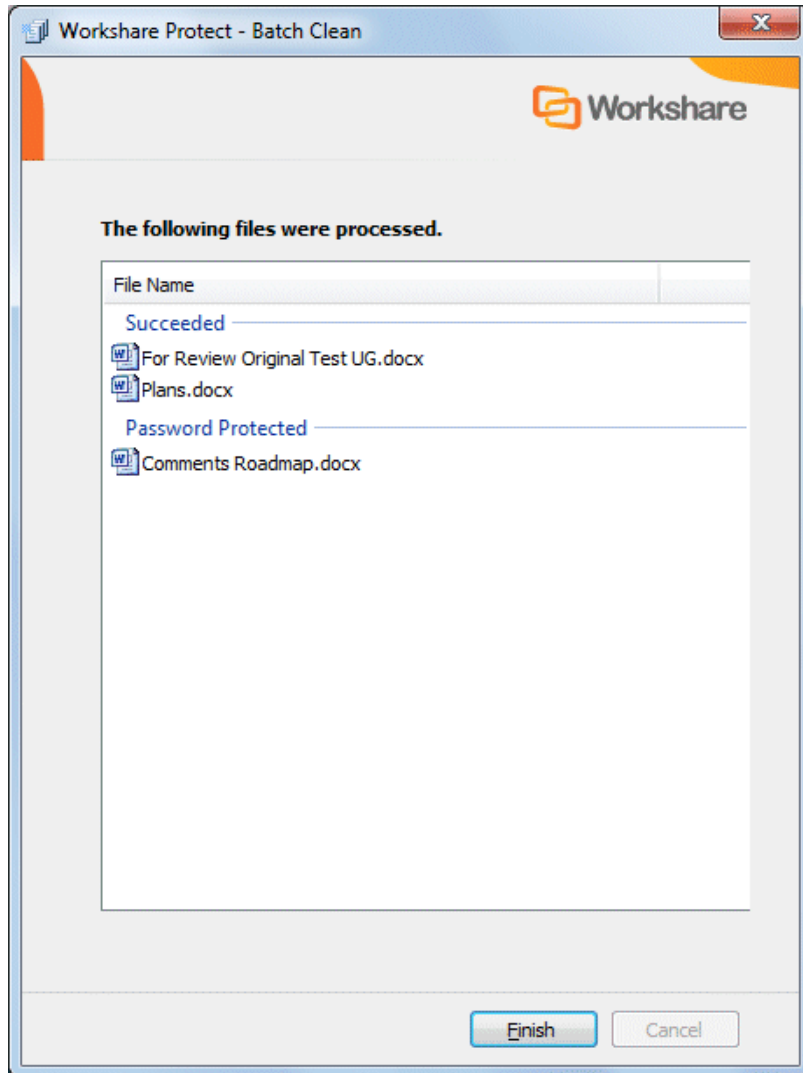 Workshare Protect - Batch Clean
Workshare
The following files were processed.
File Name
Succeeded
For Review Original Test UG.docx
Plans.docx
Password Protected
Comments Roadmap.docx
Finish Cancel